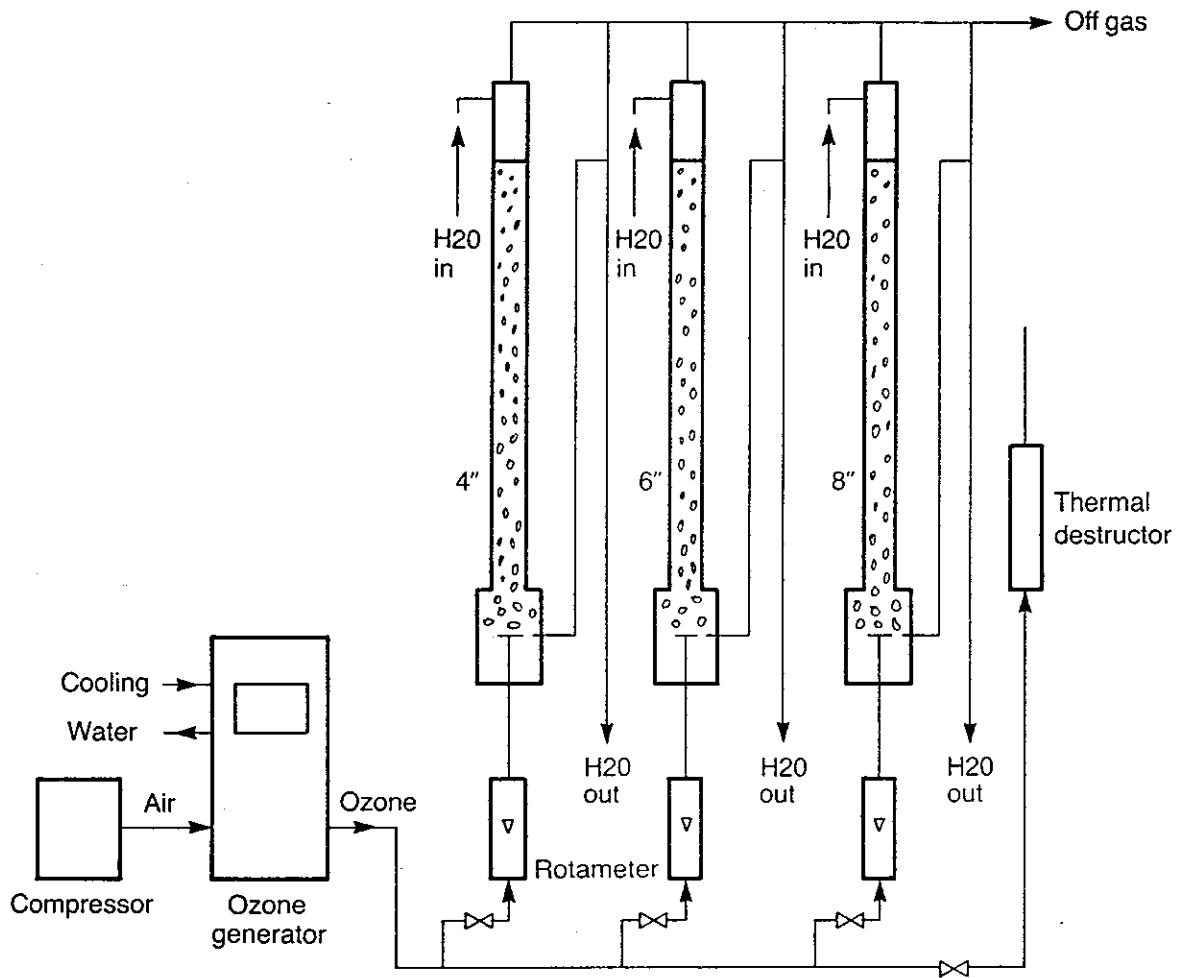 Off gas
H20
in
H20
in
H20
in
4"
6"
8"
Thermal
destructor
Cooling
Water
H20
out
H20
out
H20
out
Air
Ozone
Rotameter
Compressor
Ozone
generator